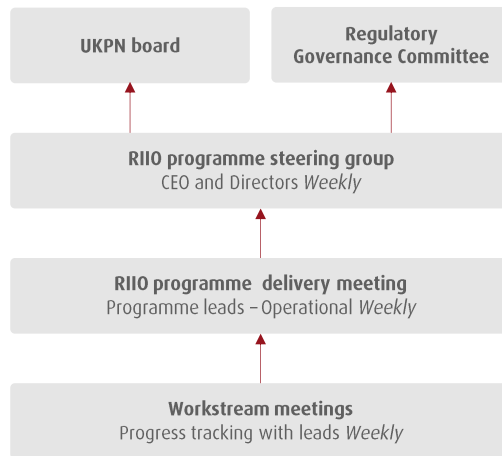 UKPN board
Regulatory
Governance Committee
RIIO programme steering group
CEO and Directors Weekly
RIIO programme delivery meeting
Programme leads – Operational Weekly
Workstream meetings
Progress tracking with leads Weekly